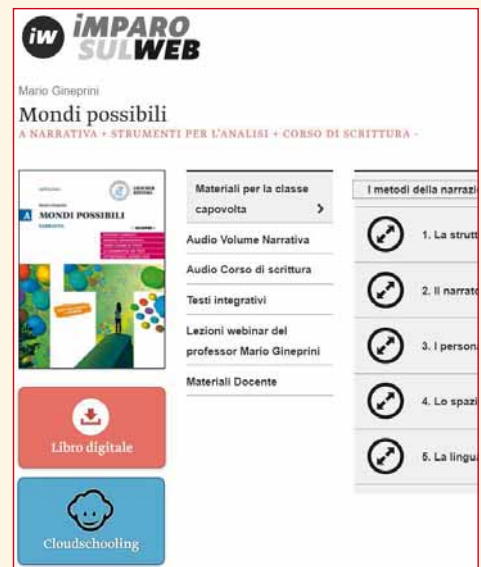 iw iMPARO
SULWEB
Mario Gineprini
Mondi possibili
A NARRATIVA + STRUMENTI PER L'ANALISI + CORSO DI SCRITTURA -
LOESCHER
EDITORE
A MONDI POSSIBILI
NARRATIVA
Libro digitale
Cloudschooling
Materiali per la classe
capovolta >
Audio Volume Narrativa
Audio Corso di scrittura
Testi integrativi
Lezioni webinar del
professor Mario Gineprini
Materiali Docente
I metodi della narrazi
1. La strutt
2. Il narrato
3. I person
4. Lo spazi
5. La lingu